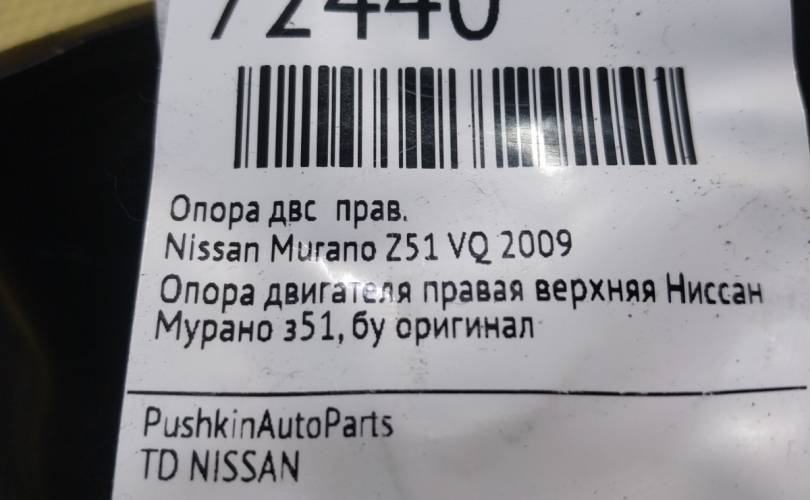 72440
Опора двс прав.
Nissan Murano Z51 VQ 2009
Опора двигателя правая верхняя Ниссан
Мурано з51, бу оригинал
PushkinAutoParts
TD NISSAN